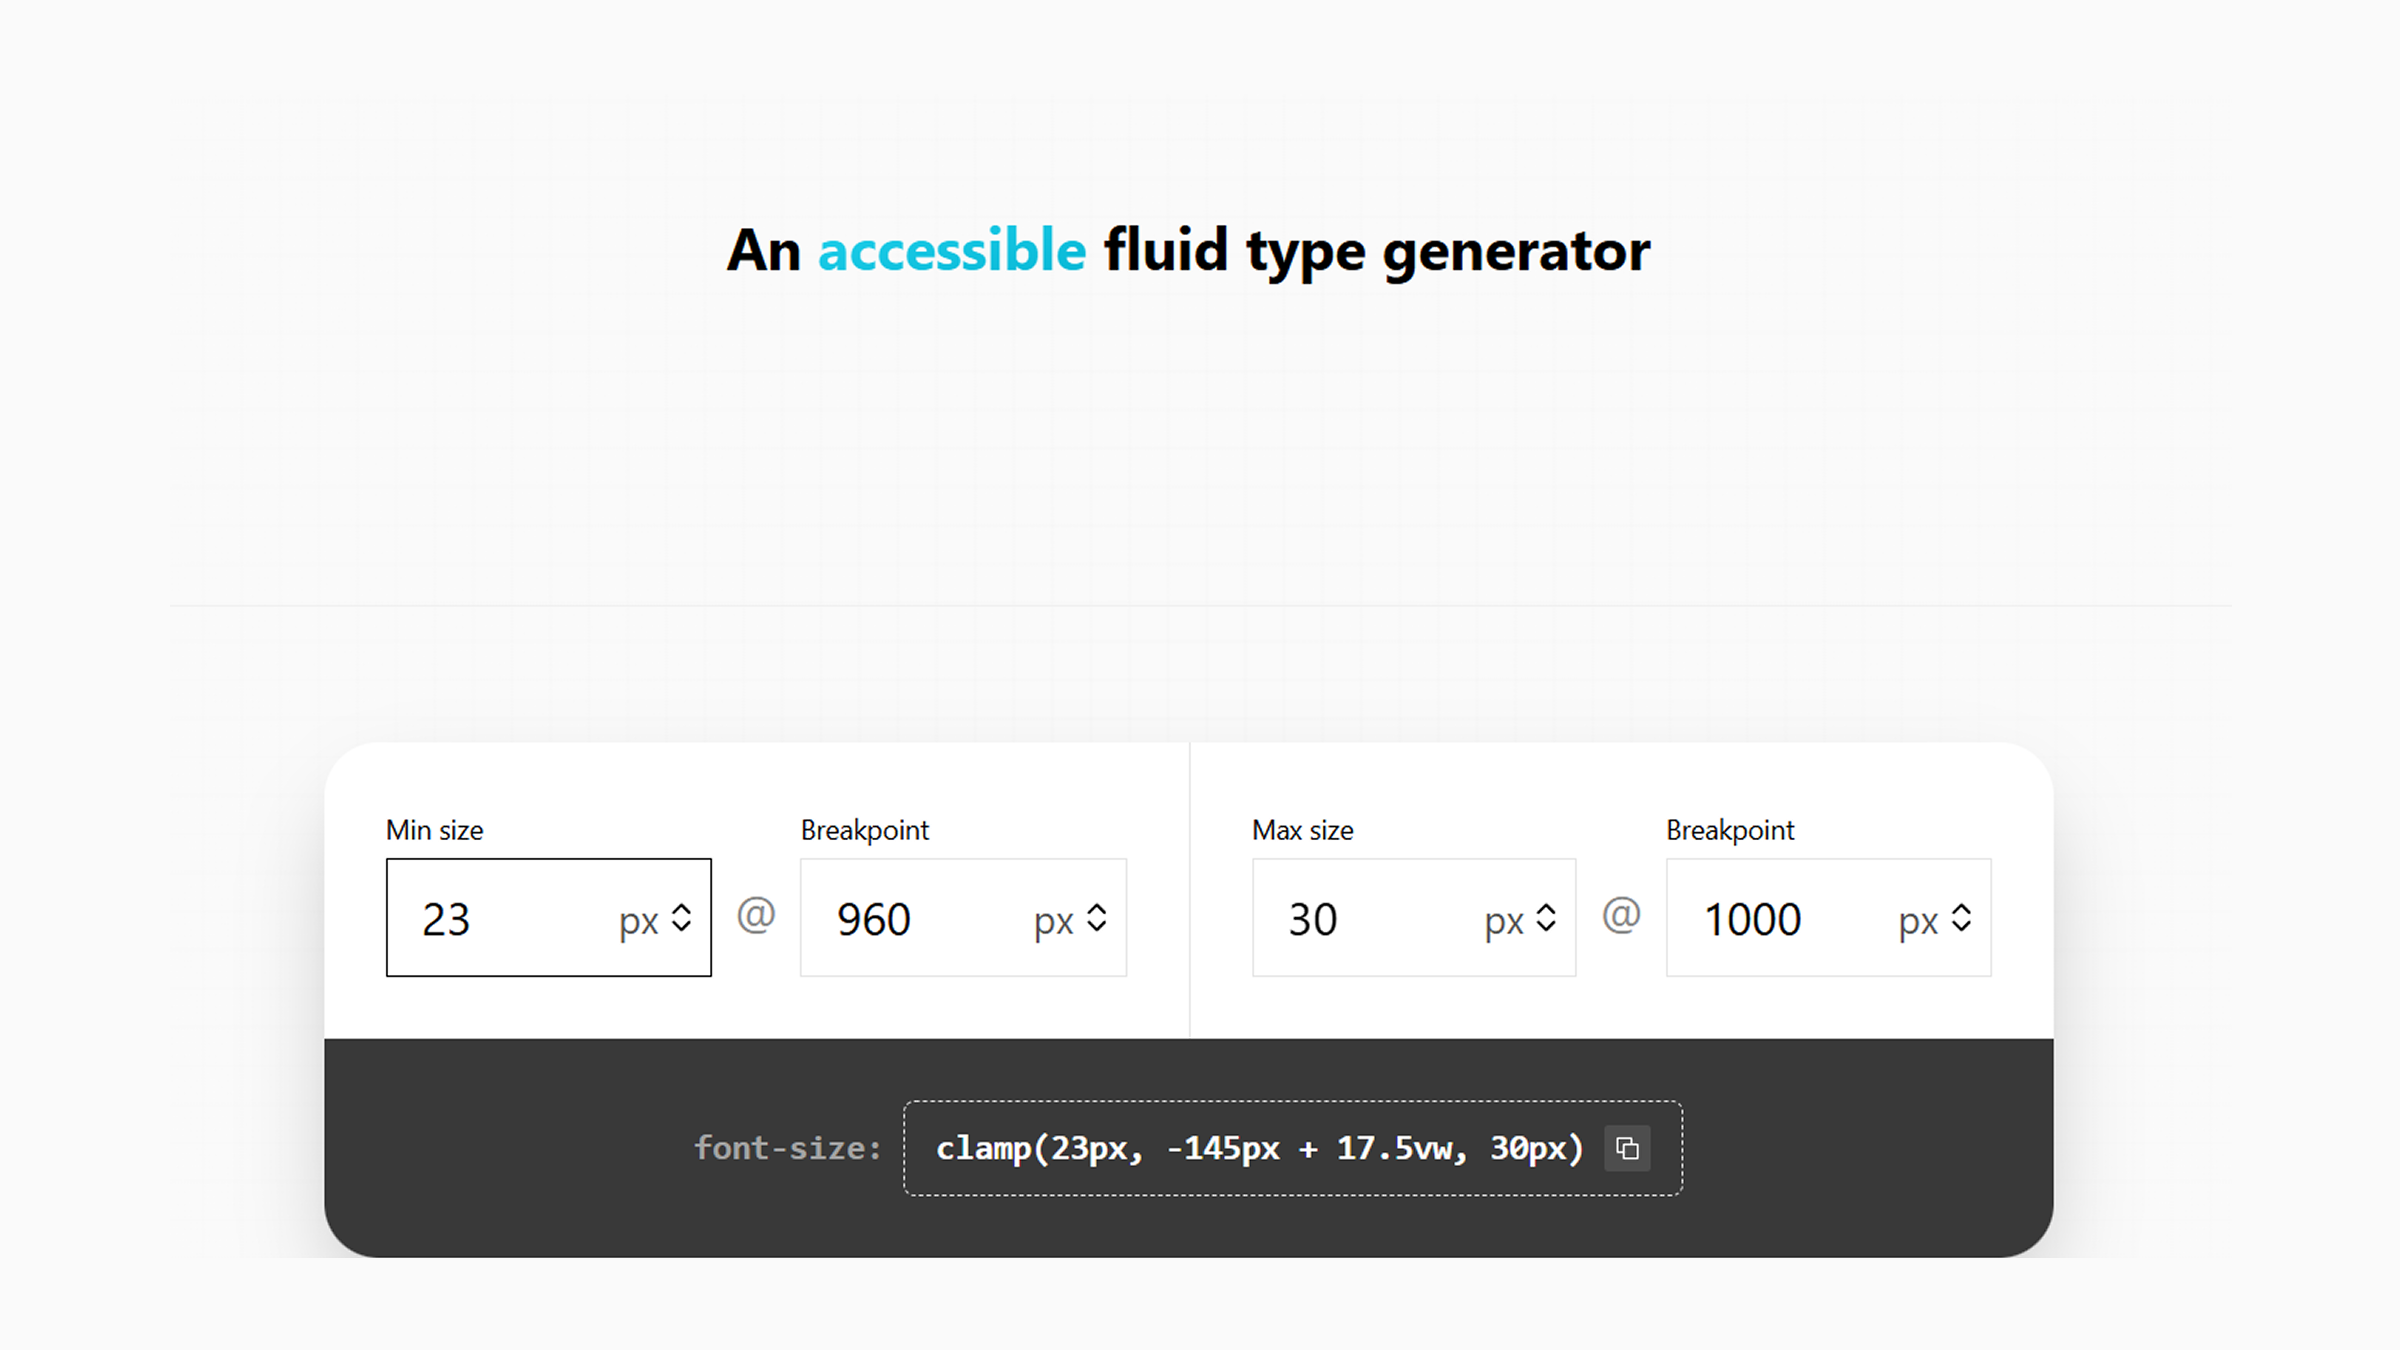 An accessible fluid type generator
Min size
Breakpoint
Max size
Breakpoint
23 px @ 960 px
30 px @ 1000 px
font-size: clamp(23px, -145px + 17.5vw, 30px)